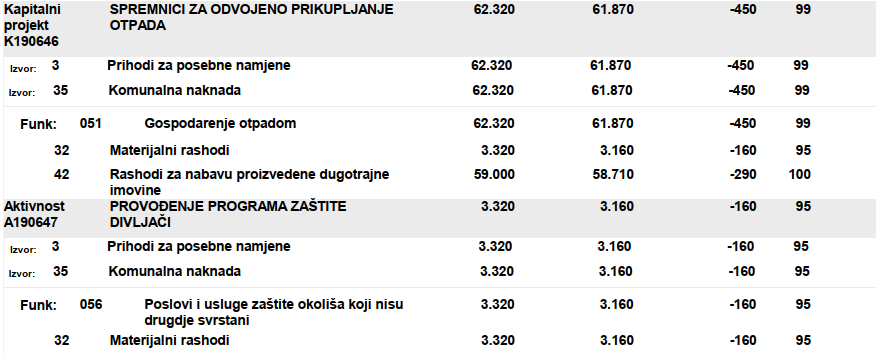 Kapitalni SPREMNICI ZA ODVOJENO PRIKUPLJANJE 62.320 61.870 -450 99
projekt OTPADA
K190646
Izvor: 3 Prihodi za posebne namjene 62.320 61.870 -450 99
Izvor: 35 Komunalna naknada 62.320 61.870 -450 99
Funk: 051 Gospodarenje otpadom 62.320 61.870 -450 99
32 Materijalni rashodi 3.320 3.160 -160 95
42 Rashodi za nabavu proizvedene dugotrajne 59.000 58.710 -290 100
imovine
Aktivnost PROVOĐENJE PROGRAMA ZAŠTITE 3.320 3.160 -160 95
A190647 DIVLJAČI
Izvor: 3 Prihodi za posebne namjene 3.320 3.160 -160 95
Izvor: 35 Komunalna naknada 3.320 3.160 -160 95
Funk: 056 Poslovi i usluge zaštite okoliša koji nisu 3.320 3.160 -160 95
drugdje svrstani
32 Materijalni rashodi 3.320 3.160 -160 95